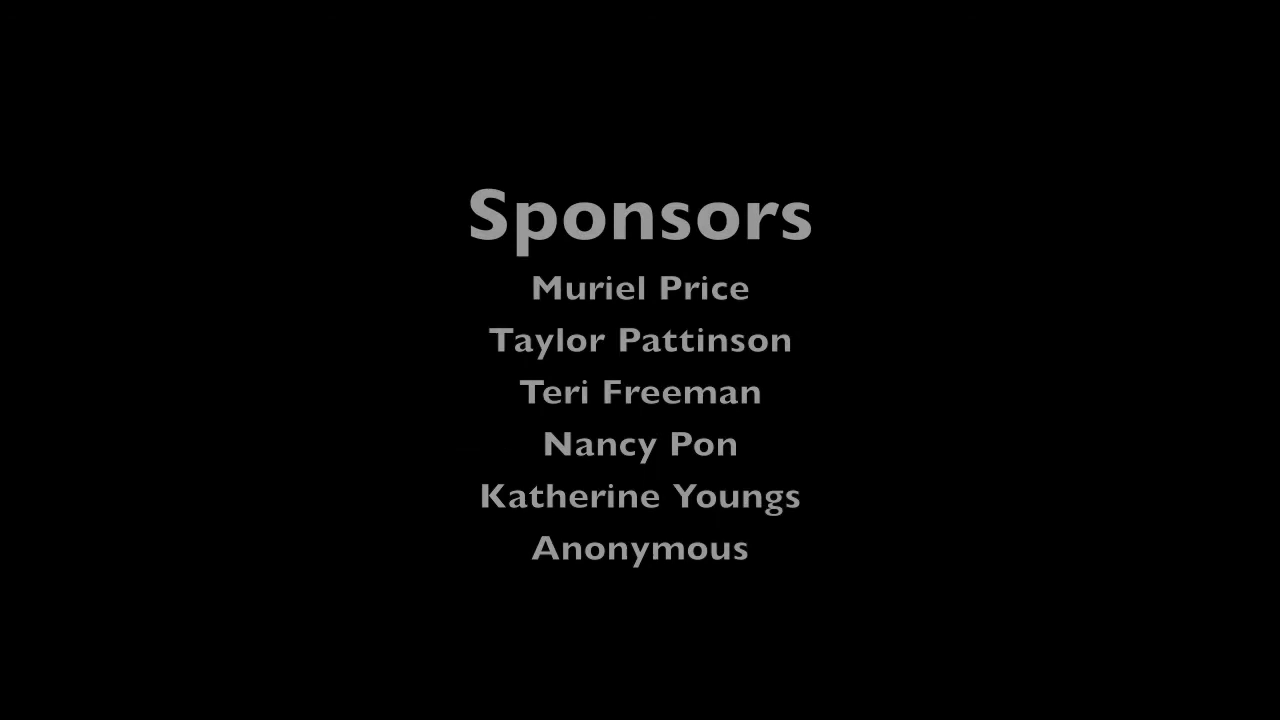 Sponsors
Muriel Price
Taylor Pattinson
Teri Freeman
Nancy Pon
Katherine Youngs
Anonymous